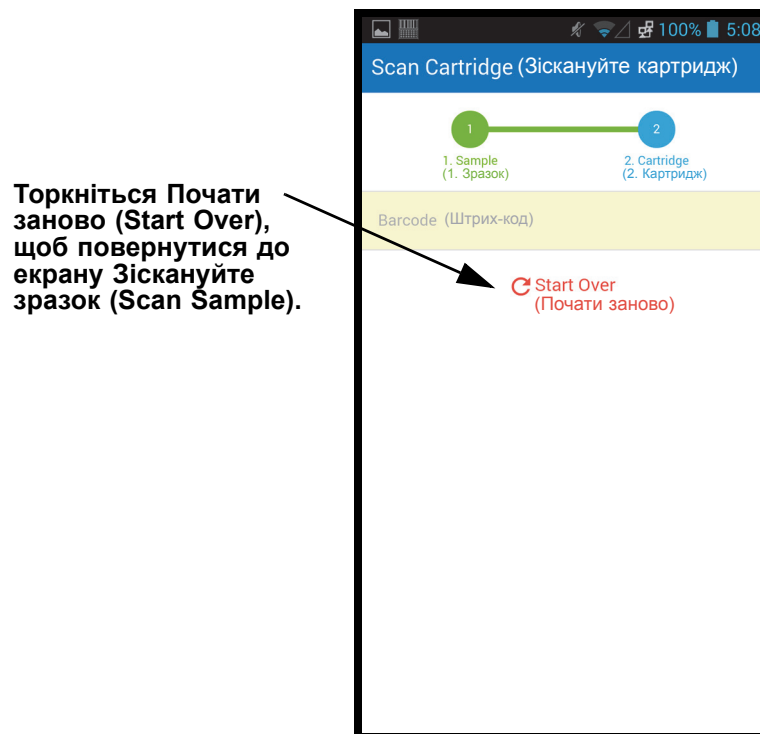 100% 5:08
Scan Cartridge (Зіскануйте картридж)
1 2
1. Sample
(1. Зразок)
2. Cartridge
(2. Картридж)
Торкніться Почати
заново (Start Over),
щоб повернутися до
екрану Зіскануйте
зразок (Scan Sample).
Barcode (Штрих-код)
Start Over
(Почати заново)